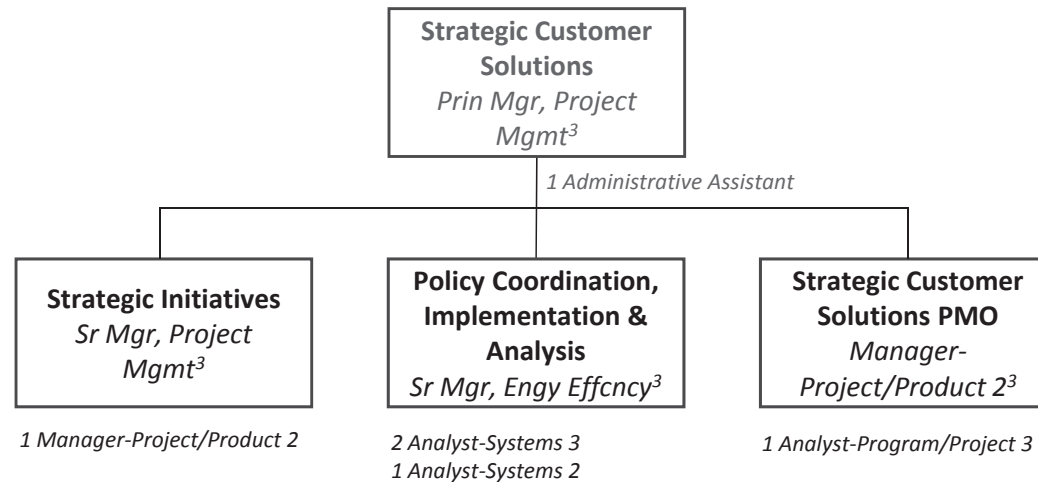 Strategic Customer
Solutions
Prin Mgr, Project
Mgmt³
1 Administrative Assistant
Strategic Initiatives
Sr Mgr, Project
Mgmt³
Policy Coordination,
Implementation &
Analysis
Sr Mgr, Engy Effcncy³
Strategic Customer
Solutions PMO
Manager-
Project/Product 2³
1 Manager-Project/Product 2
2 Analyst-Systems 3
1 Analyst-Systems 2
1 Analyst-Program/Project 3